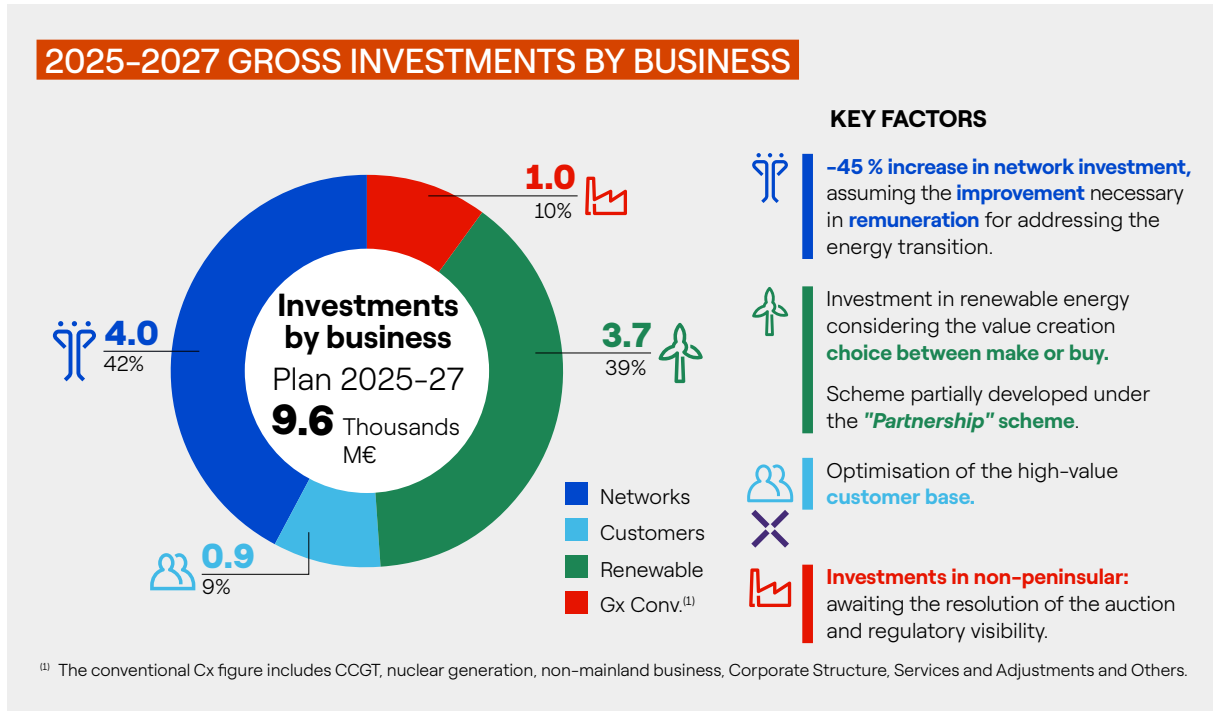 2025-2027 GROSS INVESTMENTS BY BUSINESS
KEY FACTORS
1.0
10%
3.7
39%
4.0
42%
0.9
9%
Investments
by business
Plan 2025-27
9.6 Thousands
M€
Networks
Customers
Renewable
Gx Conv.(1)
-45 % increase in network investment,
assuming the improvement necessary
in remuneration for addressing the
energy transition.
Investment in renewable energy
considering the value creation
choice between make or buy.
Scheme partially developed under
the "Partnership" scheme.
Optimisation of the high-value
customer base.
Investments in non-peninsular:
awaiting the resolution of the auction
and regulatory visibility.
(1) The conventional Cx figure includes CCGT, nuclear generation, non-mainland business, Corporate Structure, Services and Adjustments and Others.